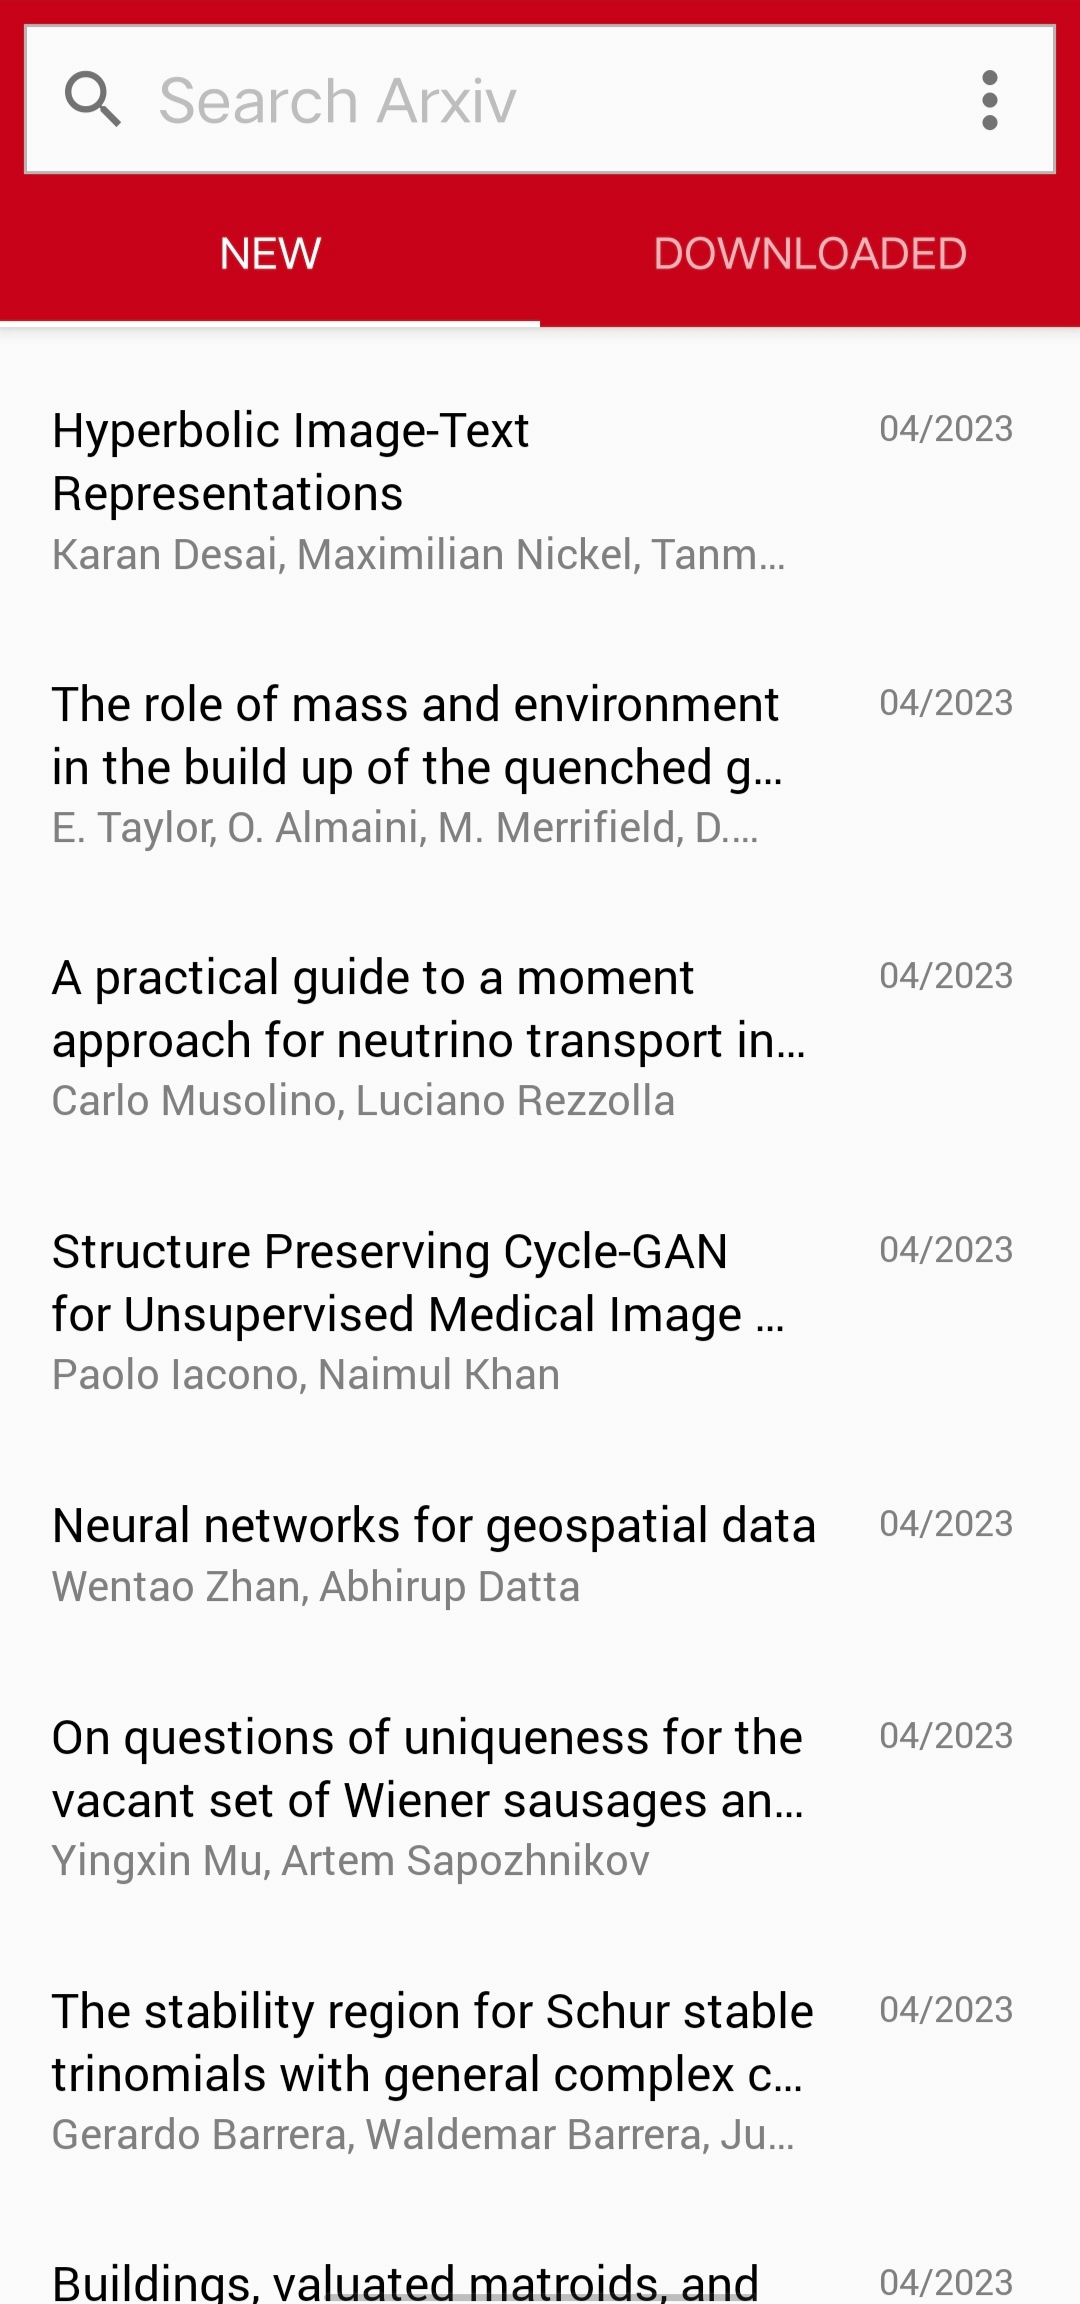 Search Arxiv
NEW
DOWNLOADED
Hyperbolic Image-Text
Representations
04/2023
Karan Desai, Maximilian Nickel, Tanm...
The role of mass and environment
in the build up of the quenched g...
04/2023
E. Taylor, O. Almaini, M. Merrifield, D....
A practical guide to a moment
approach for neutrino transport in...
04/2023
Carlo Musolino, Luciano Rezzolla
Structure Preserving Cycle-GAN
for Unsupervised Medical Image ...
04/2023
Paolo Iacono, Naimul Khan
Neural networks for geospatial data
04/2023
Wentao Zhan, Abhirup Datta
On questions of uniqueness for the
vacant set of Wiener sausages an...
04/2023
Yingxin Mu, Artem Sapozhnikov
The stability region for Schur stable
trinomials with general complex c...
04/2023
Gerardo Barrera, Waldemar Barrera, Ju...
Buildings, valuated matroids, and
04/2023